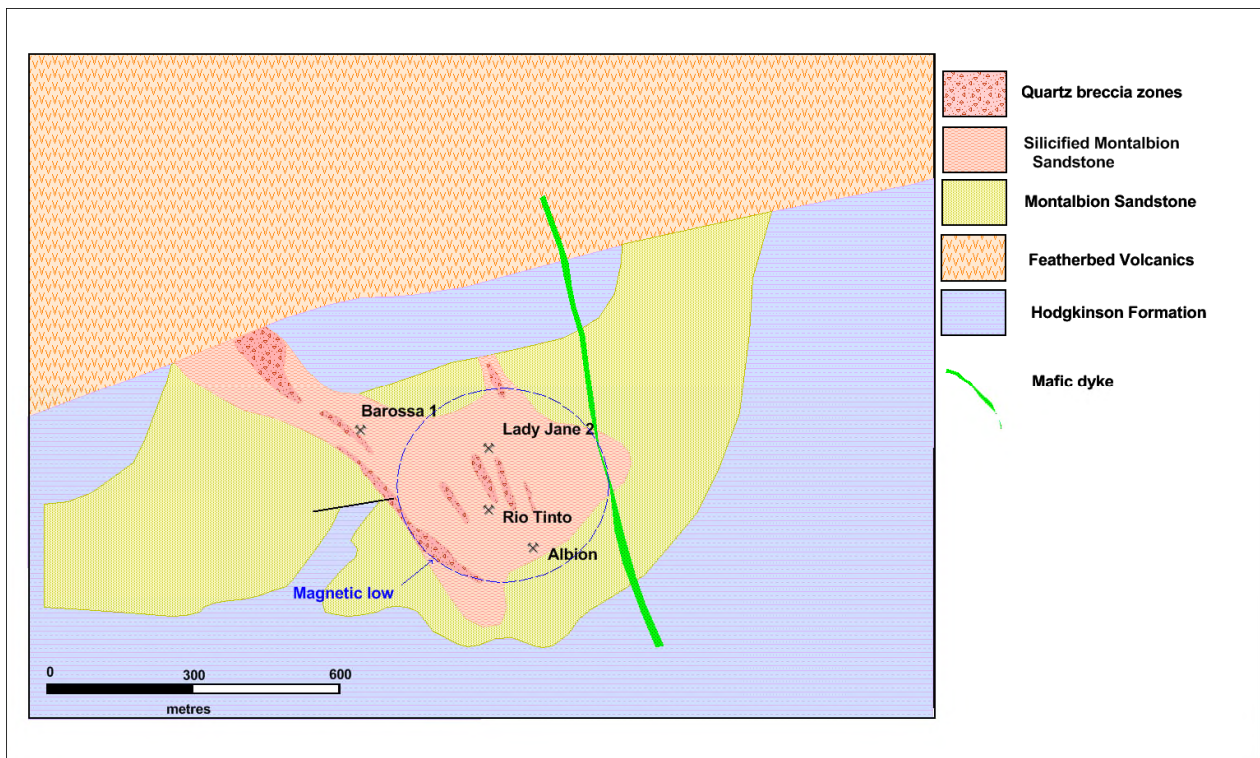 Quartz breccia zones
Silicified Montalbion
Sandstone
Montalbion Sandstone
Featherbed Volcanics
Hodgkinson Formation
Mafic dyke
Barossa 1
Lady Jane 2
Rio Tinto
Albion
Magnetic low
0 300 600
metres